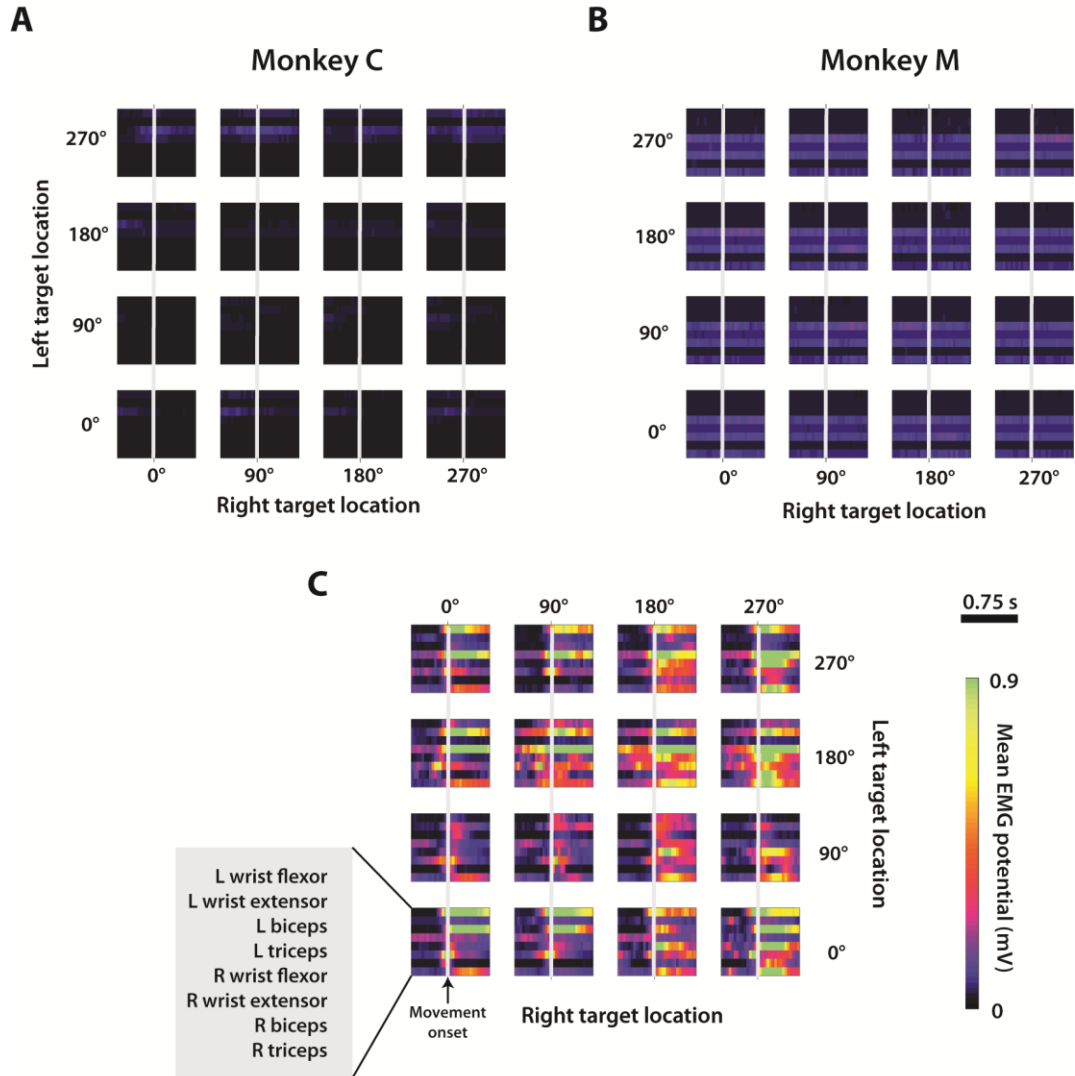 A
Monkey C
Left target location
270°
180°
90°
0°
0° 90° 180° 270°
Right target location
B
Monkey M
270°
180°
90°
0°
0° 90° 180° 270°
Right target location
C
0° 90° 180° 270°
270°
180°
90°
0°
Left target location
L wrist flexor
L wrist extensor
L biceps
L triceps
R wrist flexor
R wrist extensor
R biceps
R triceps
Movement
onset
Right target location
0.75 s
0.9
Mean EMG potential (mV)
0